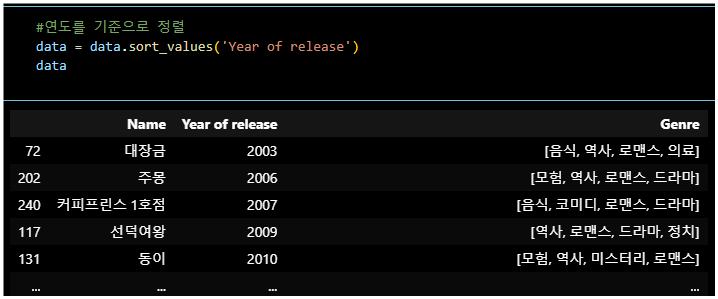 #연도를 기준으로 정렬
data = data.sort_values('Year of release')
data
Name Year of release Genre
72 대장금 2003 [음식, 역사, 로맨스, 의료]
202 주몽 2006 [모험, 역사, 로맨스, 드라마]
240 커피프린스 1호점 2007 [음식, 코미디, 로맨스, 드라마]
117 선덕여왕 2009 [역사, 로맨스, 드라마, 정치]
131 동이 2010 [모험, 역사, 미스터리, 로맨스]
... ... ... ...